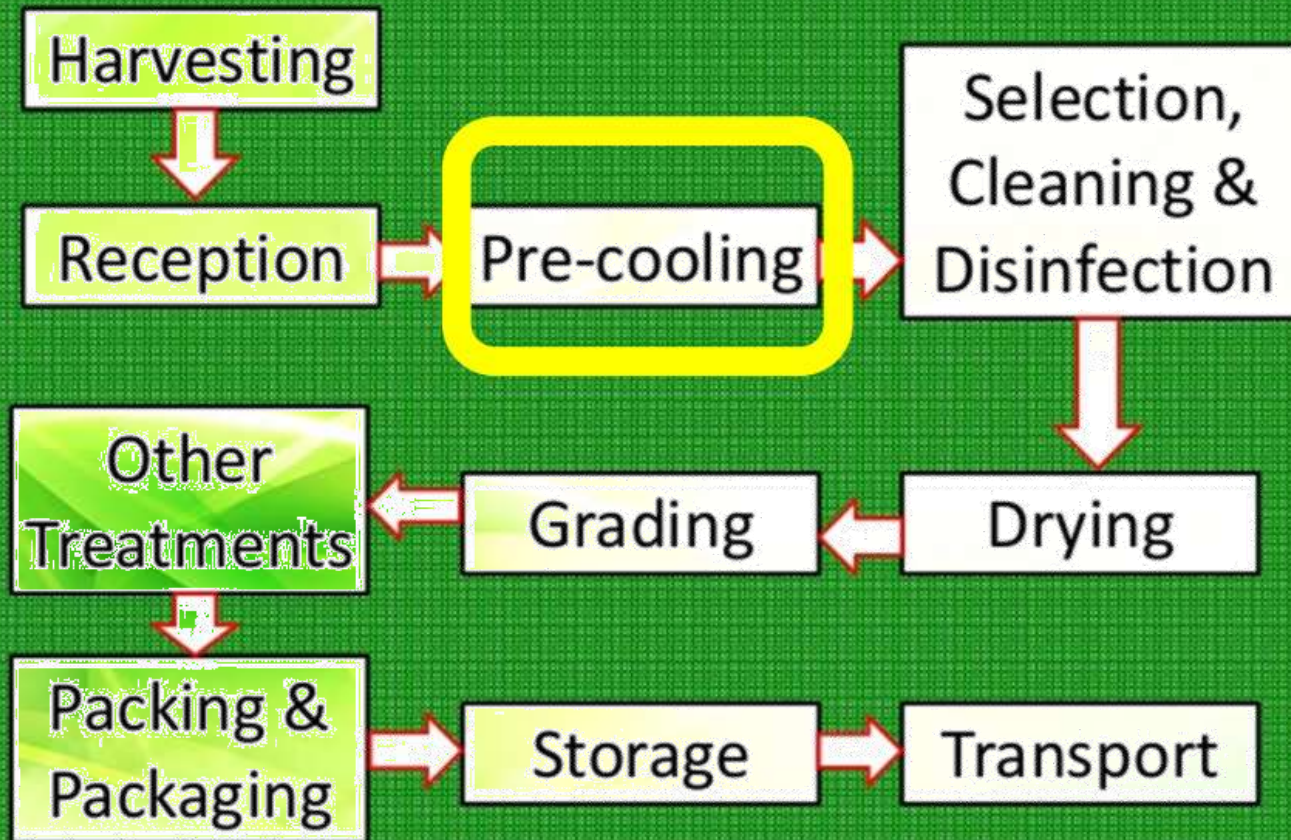 Harvesting
Reception
Pre-cooling
Selection,
Cleaning &
Disinfection
Drying
Grading
Other
Treatments
Packing &
Packaging
Storage
Transport